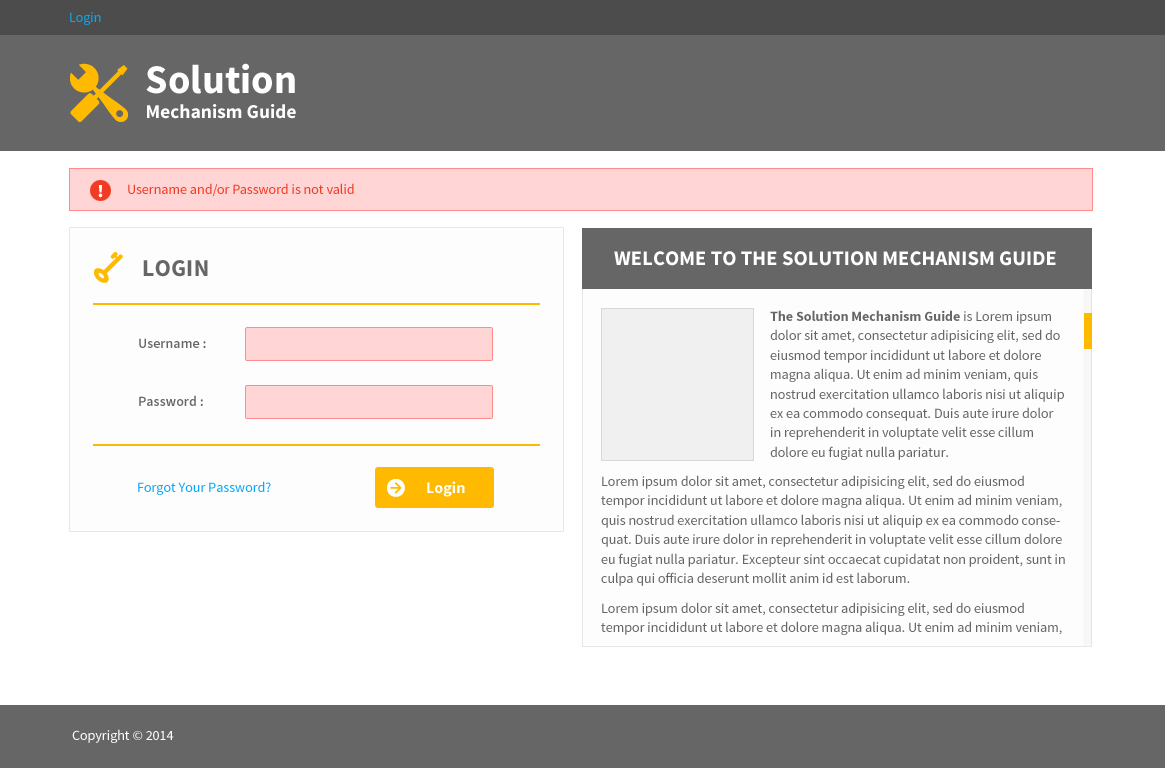 Login
Solution
Mechanism Guide
Username and/or Password is not valid
LOGIN
Username :
Password :
Forgot Your Password?
Login
WELCOME TO THE SOLUTION MECHANISM GUIDE
The Solution Mechanism Guide is Lorem ipsum
dolor sit amet, consectetur adipisicing elit, sed do
eiusmod tempor incididunt ut labore et dolore
magna aliqua. Ut enim ad minim veniam, quis
nostrud exercitation ullamco laboris nisi ut aliquip
ex ea commodo consequat. Duis aute irure dolor
in reprehenderit in voluptate velit esse cillum
dolore eu fugiat nulla pariatur.
Lorem ipsum dolor sit amet, consectetur adipisicing elit, sed do eiusmod
tempor incididunt ut labore et dolore magna aliqua. Ut enim ad minim veniam,
quis nostrud exercitation ullamco laboris nisi ut aliquip ex ea commodo conse-
quat. Duis aute irure dolor in reprehenderit in voluptate velit esse cillum dolore
eu fugiat nulla pariatur. Excepteur sint occaecat cupidatat non proident, sunt in
culpa qui officia deserunt mollit anim id est laborum.
Lorem ipsum dolor sit amet, consectetur adipisicing elit, sed do eiusmod
tempor incididunt ut labore et dolore magna aliqua. Ut enim ad minim veniam,
Copyright © 2014